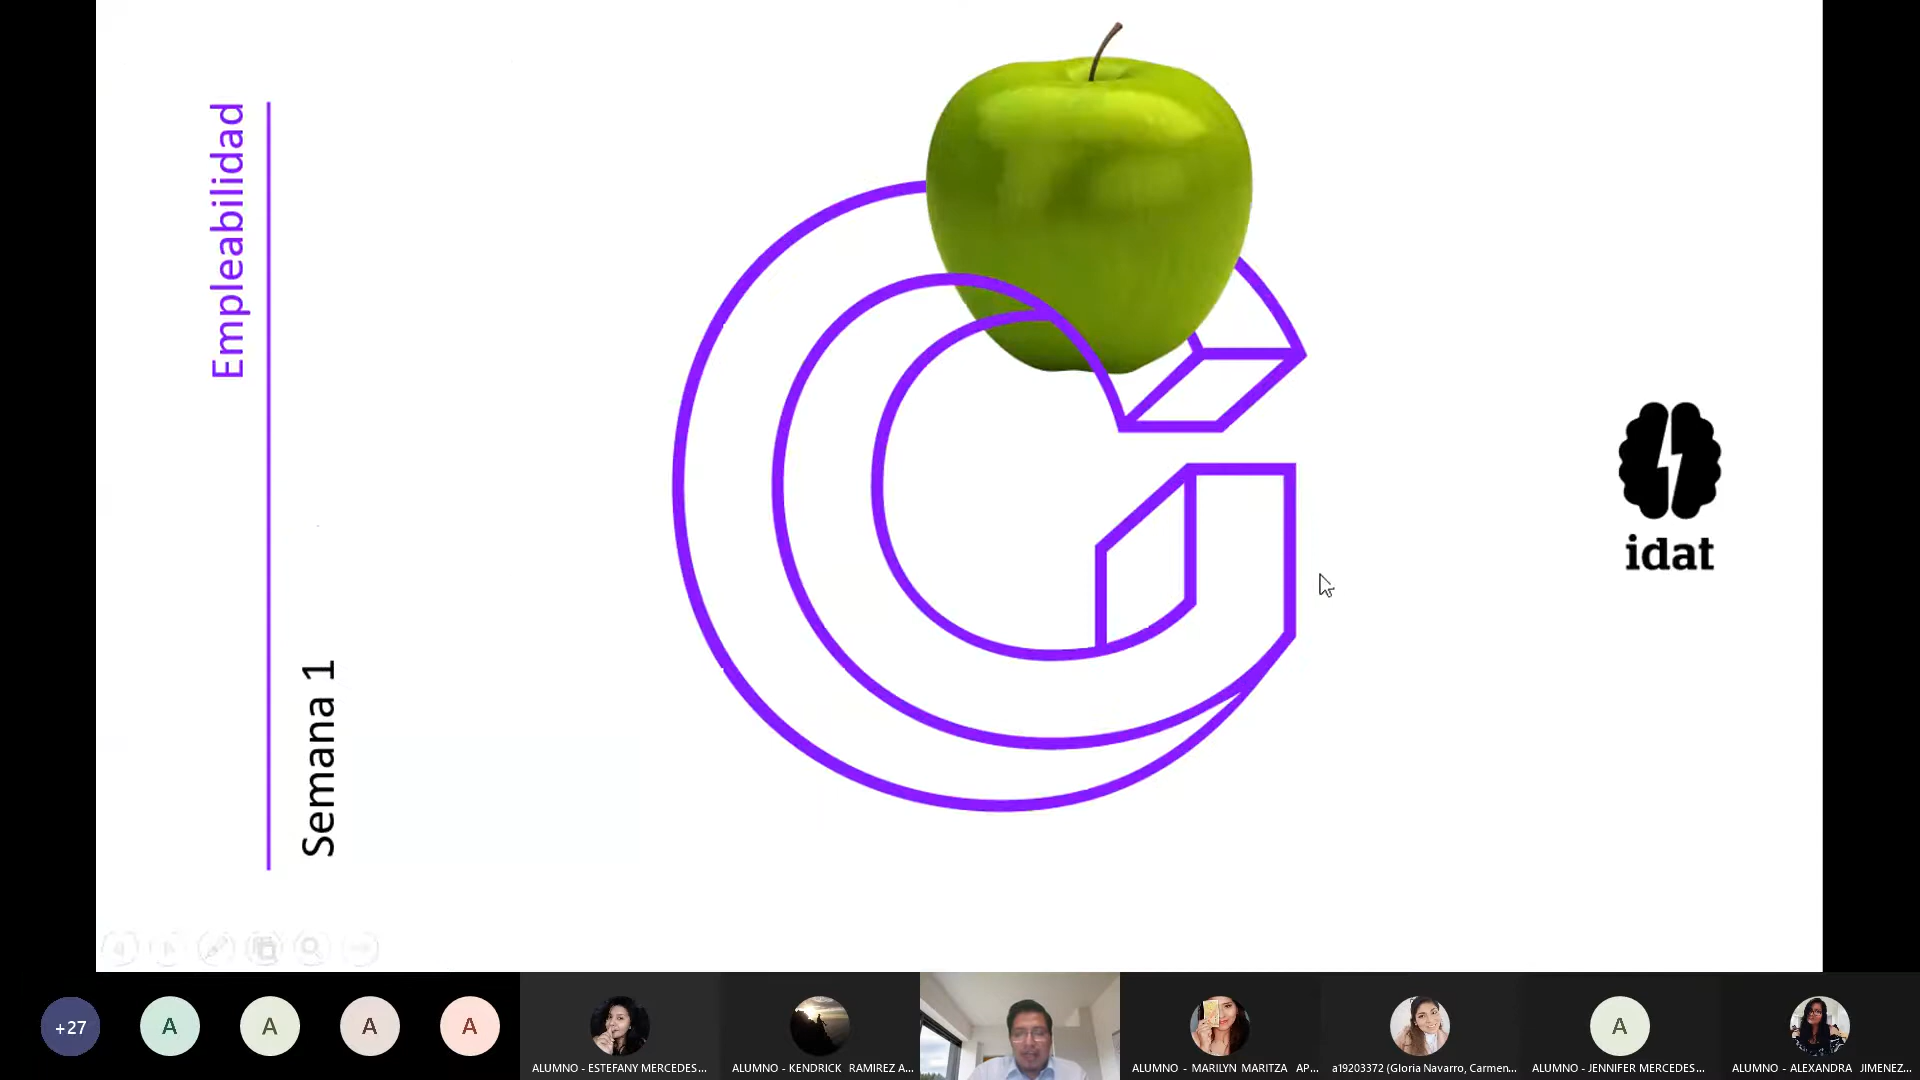 Empleabilidad
Semana 1
idat
+27
A
A
A
A
ALUMNO - ESTEFANY MERCEDES...
ALUMNO - KENDRICK RAMIREZ A...
ALUMNO - MARILYN MARITZA AP...
a19203372 (Gloria Navarro, Carmen...
A
ALUMNO - JENNIFER MERCEDES...
ALUMNO - ALEXANDRA JIMENEZ...